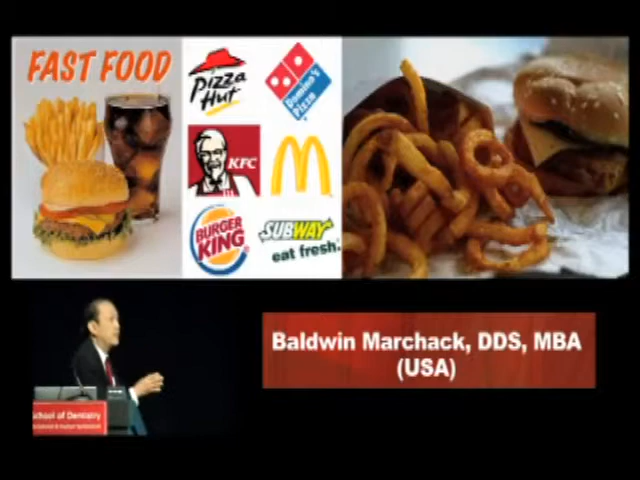 FAST FOOD
Pizza
Hut
Domino's
Pizza
KFC
BURGER
KING
SUBWAY
eat fresh.
Baldwin Marchack, DDS, MBA
(USA)
School of Dentistry